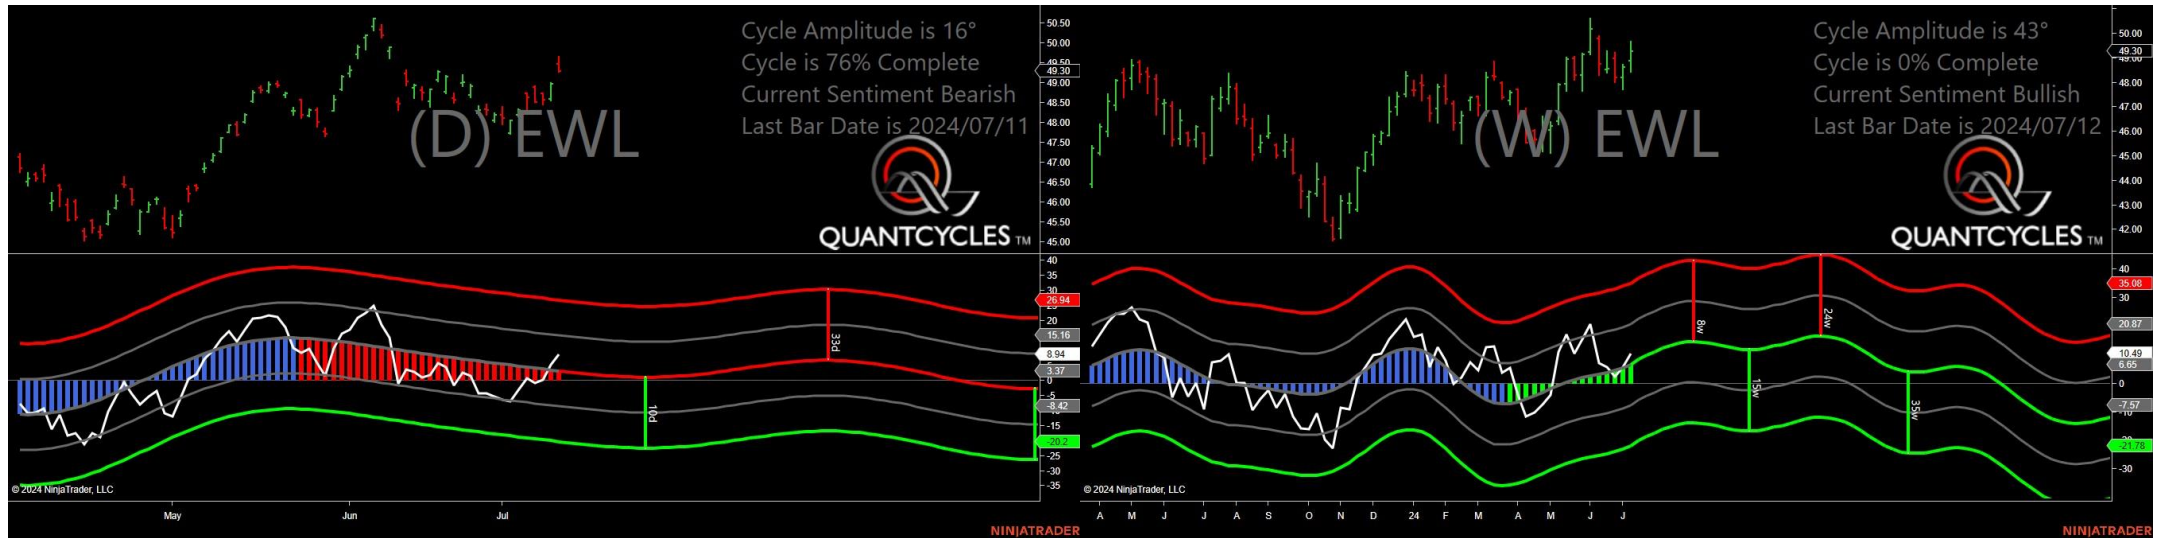 Cycle Amplitude is 16°
Cycle is 76% Complete
Current Sentiment Bearish
Last Bar Date is 2024/07/11
(D) EWL
QUANTCYCLES TM
50.50
50.00
49.50
49.30
49.00
48.50
48.00
47.50
47.00
46.50
46.00
45.50
45.00
40
35
30
26.94
20
15.16
8.94
3.37
0
-5
-8.42
-15
-20.2
-25
-30
-35
33d
10d
© 2024 NinjaTrader, LLC
May
Jun
Jul
NINJATRADER
Cycle Amplitude is 43°
Cycle is 0% Complete
Current Sentiment Bullish
Last Bar Date is 2024/07/12
(W) EWL
QUANTCYCLES TM
50.00
49.30
49.00
48.00
47.00
46.00
45.00
44.00
43.00
42.00
40
35.08
30
20.87
10.49
6.65
0
-7.57
-10
-21.78
-30
8w
24w
15w
35w
© 2024 NinjaTrader, LLC
A M J J A S O N D 24 F M A M J J
NINJATRADER